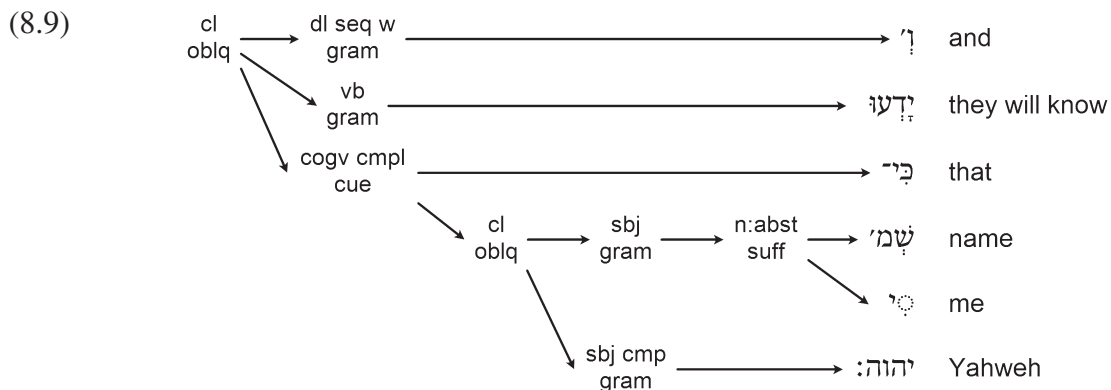 (8.9)
cl
oblq
dl seq w
gram
וְ׳ and
vb
gram
יָדְעוּ they will know
cogv cmpl
cue
כִּי־ that
cl
oblq
sbj
gram
n:abst
suff
שְׁמ׳ name
◌ִי me
sbj cmp
gram
יהוה׃ Yahweh